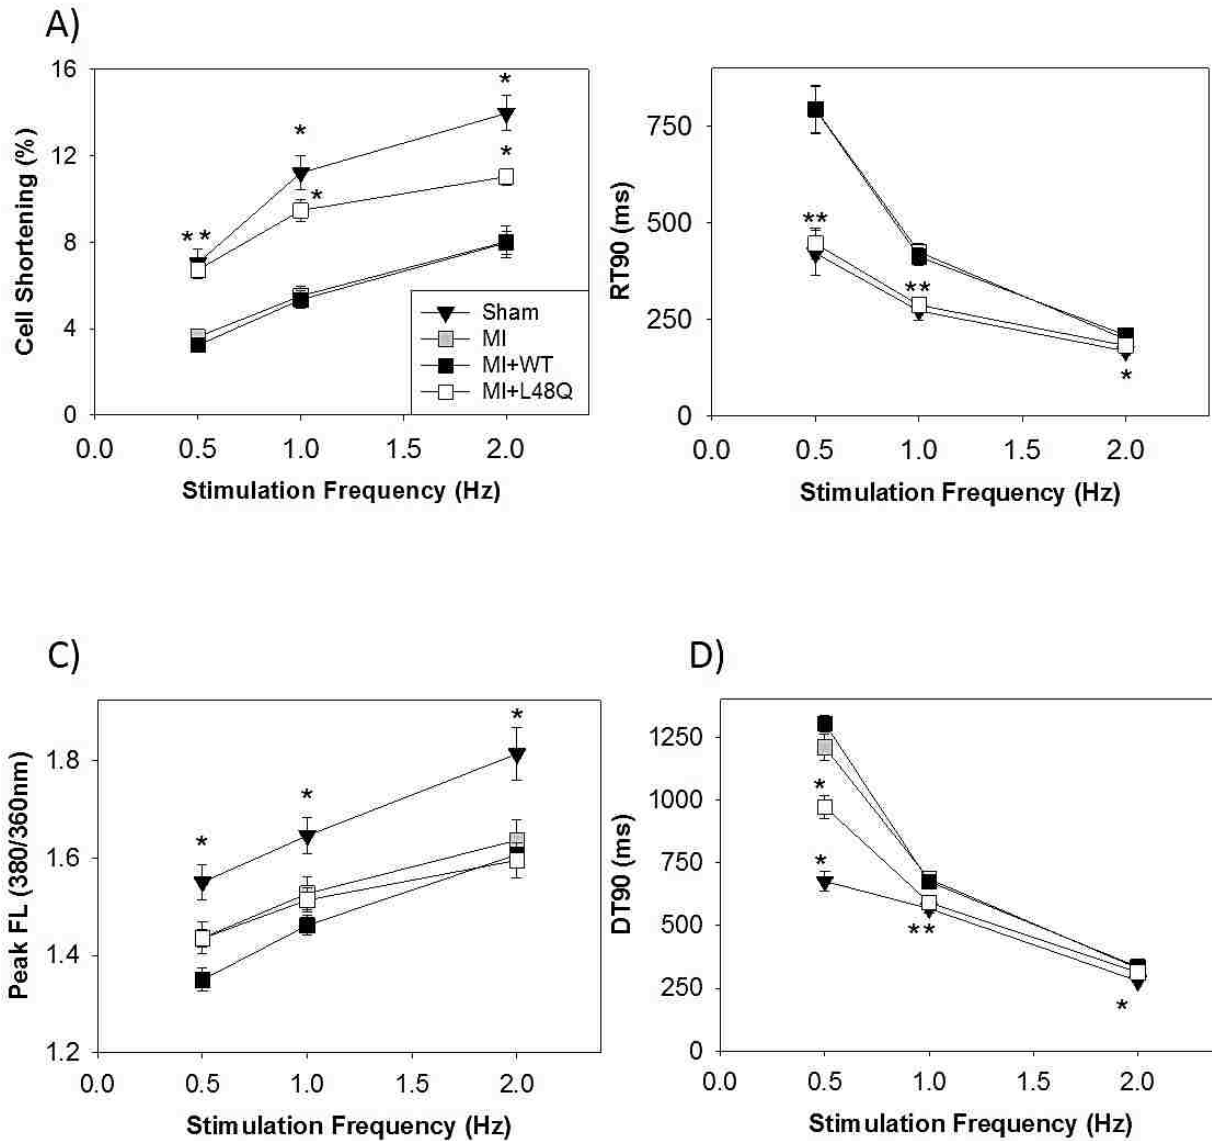 A)
16
12
8
4
0
Cell Shortening (%)
* * * * * *
Sham
MI
MI+WT
MI+L48Q
0.0 0.5 1.0 1.5 2.0
Stimulation Frequency (Hz)
750
500
250
0
RT90 (ms)
**
**
*
0.0 0.5 1.0 1.5 2.0
Stimulation Frequency (Hz)
C)
1.8
1.6
1.4
1.2
Peak FL (380/360nm)
* * *
0.0 0.5 1.0 1.5 2.0
Stimulation Frequency (Hz)
D)
1250
1000
750
500
250
0
DT90 (ms)
*
*
**
*
0.0 0.5 1.0 1.5 2.0
Stimulation Frequency (Hz)